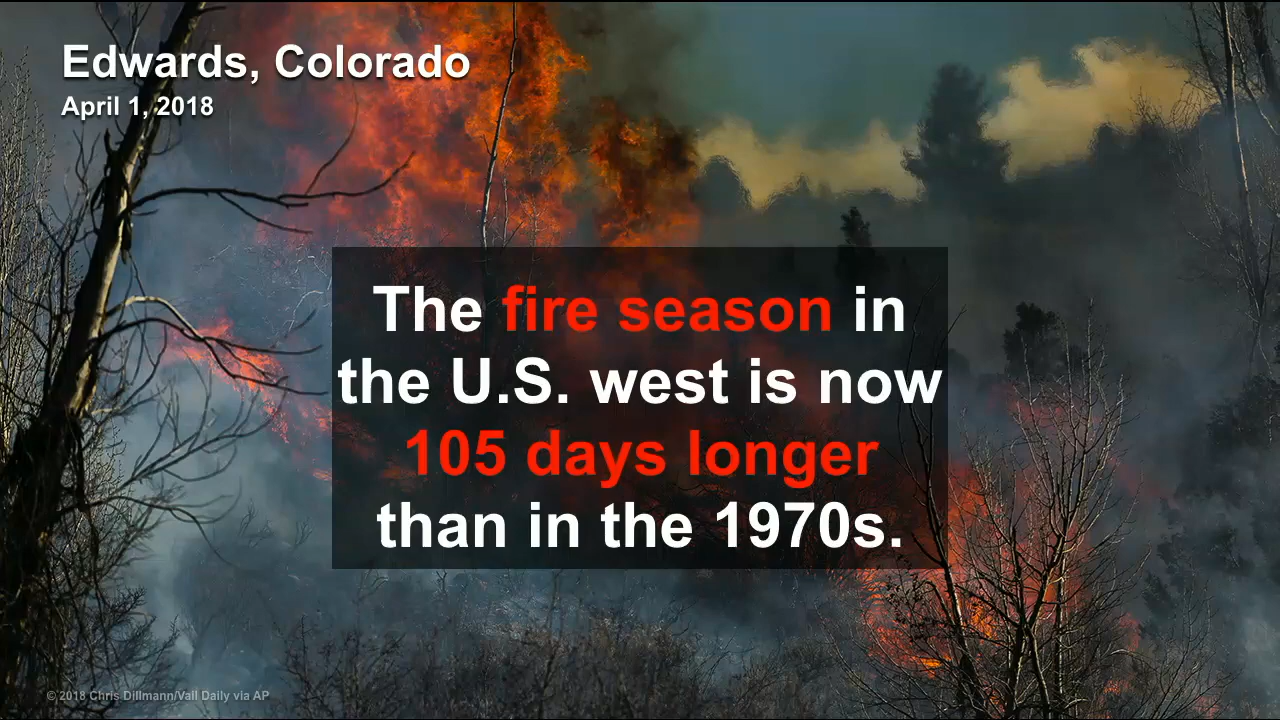 Edwards, Colorado
April 1, 2018
The fire season in
the U.S. west is now
105 days longer
than in the 1970s.
© 2018 Chris Dillmann/Vail Daily via AP